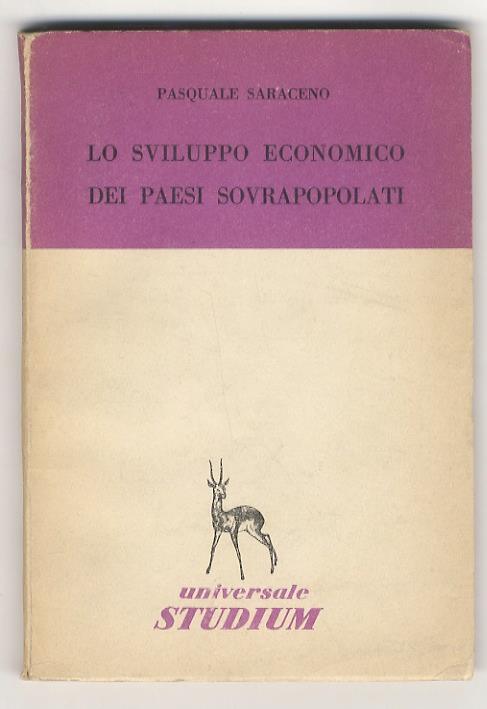 PASQUALE SARACENO
LO SVILUPPO ECONOMICO
DEI PAESI SOVRAPOPOLATI
universale
STUDIUM